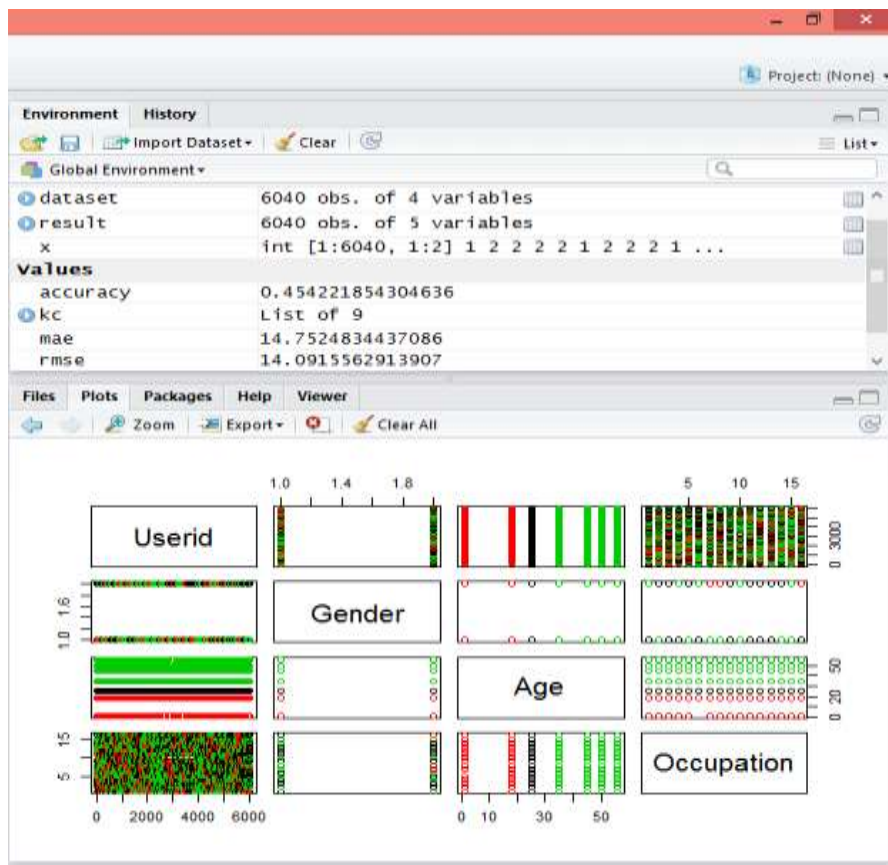 Project: (None)
Environment History
Import Dataset Clear List
Global Environment
dataset 6040 obs. of 4 variables
result 6040 obs. of 5 variables
x int [1:6040, 1:2] 1 2 2 2 2 1 2 2 2 1 ...
Values
accuracy 0.454221854304636
kc List of 9
mae 14.7524834437086
rmse 14.0915562913907
Files Plots Packages Help Viewer
Zoom Export Clear All
1.0 1.4 1.8 5 10 15
Userid 0 3000
1.0 1.6 Gender
Age 0 20 50
5 15 Occupation
0 2000 4000 6000 0 10 30 50